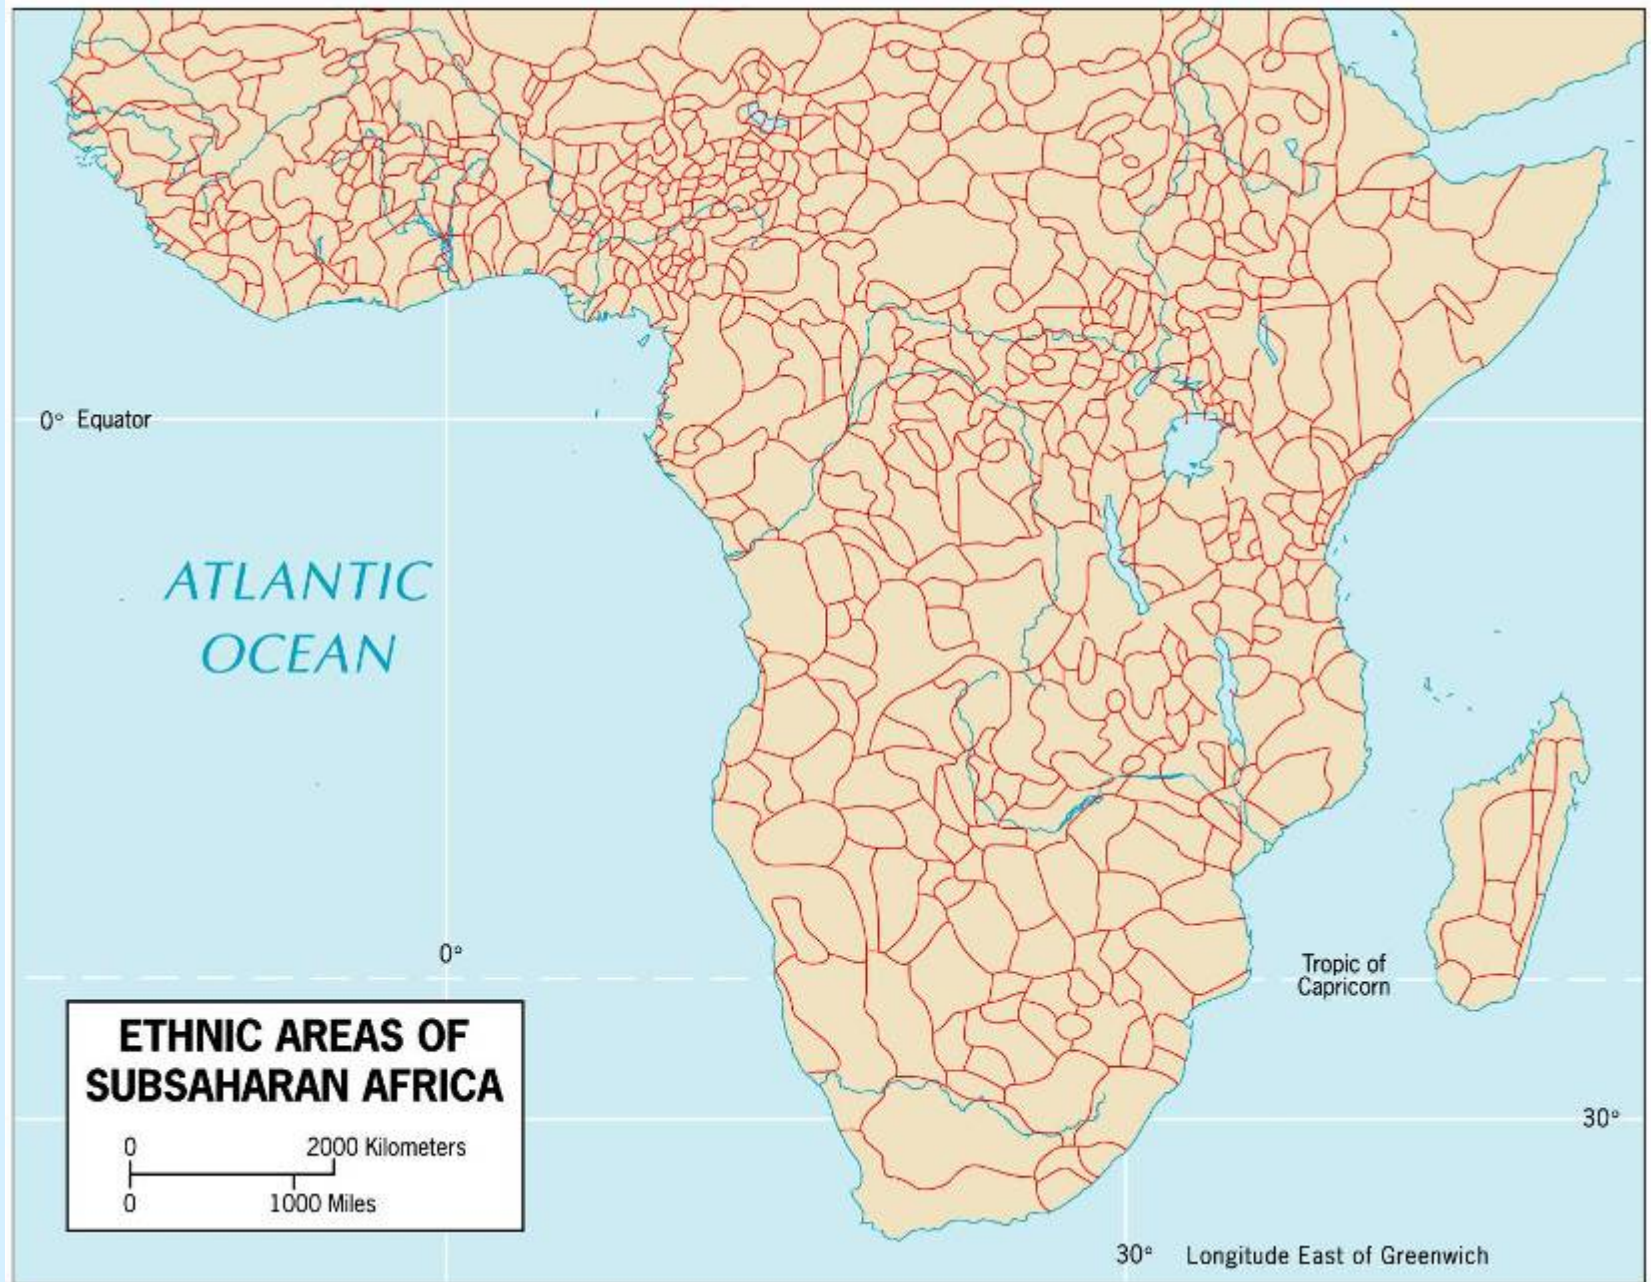 0° Equator
ATLANTIC
OCEAN
0°
Tropic of
Capricorn
ETHNIC AREAS OF
SUBSAHARAN AFRICA
0 2000 Kilometers
0 1000 Miles
30°
30° Longitude East of Greenwich